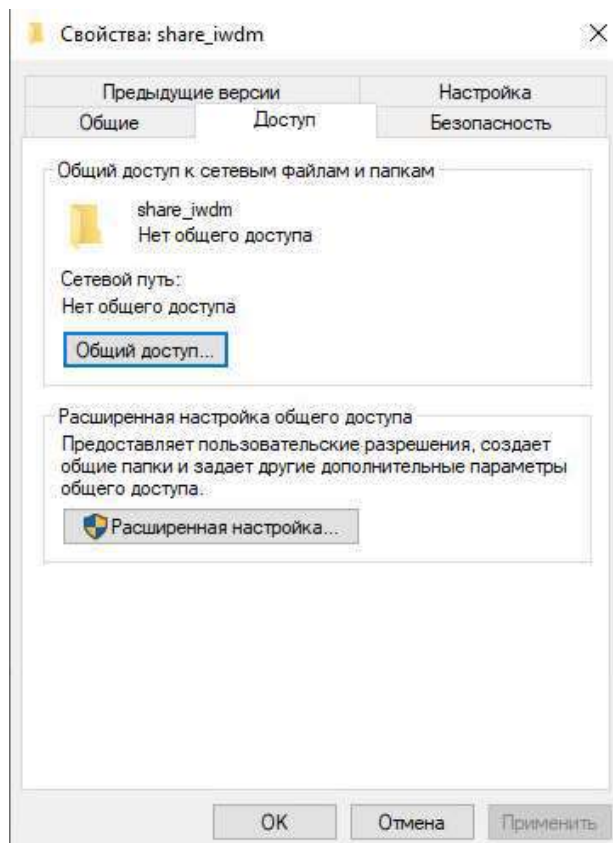 Свойства: share_iwdm
Предыдущие версии
Настройка
Общие
Доступ
Безопасность
Общий доступ к сетевым файлам и папкам
share_iwdm
Нет общего доступа
Сетевой путь:
Нет общего доступа
Общий доступ...
Расширенная настройка общего доступа
Предоставляет пользовательские разрешения, создает
общие папки и задает другие дополнительные параметры
общего доступа.
Расширенная настройка...
OK
Отмена
Применить